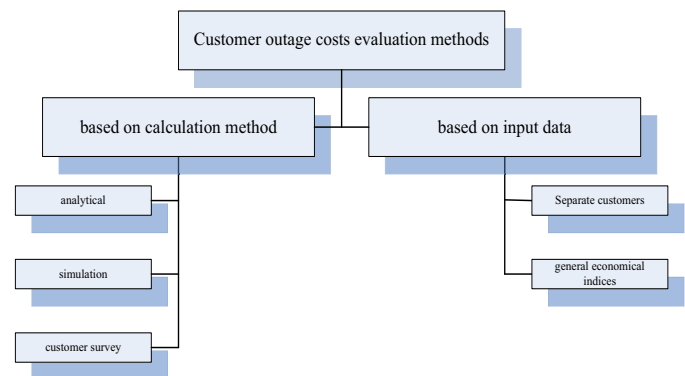 Customer outage costs evaluation methods
based on calculation method
based on input data
analytical
Separate customers
simulation
general economical
indices
customer survey